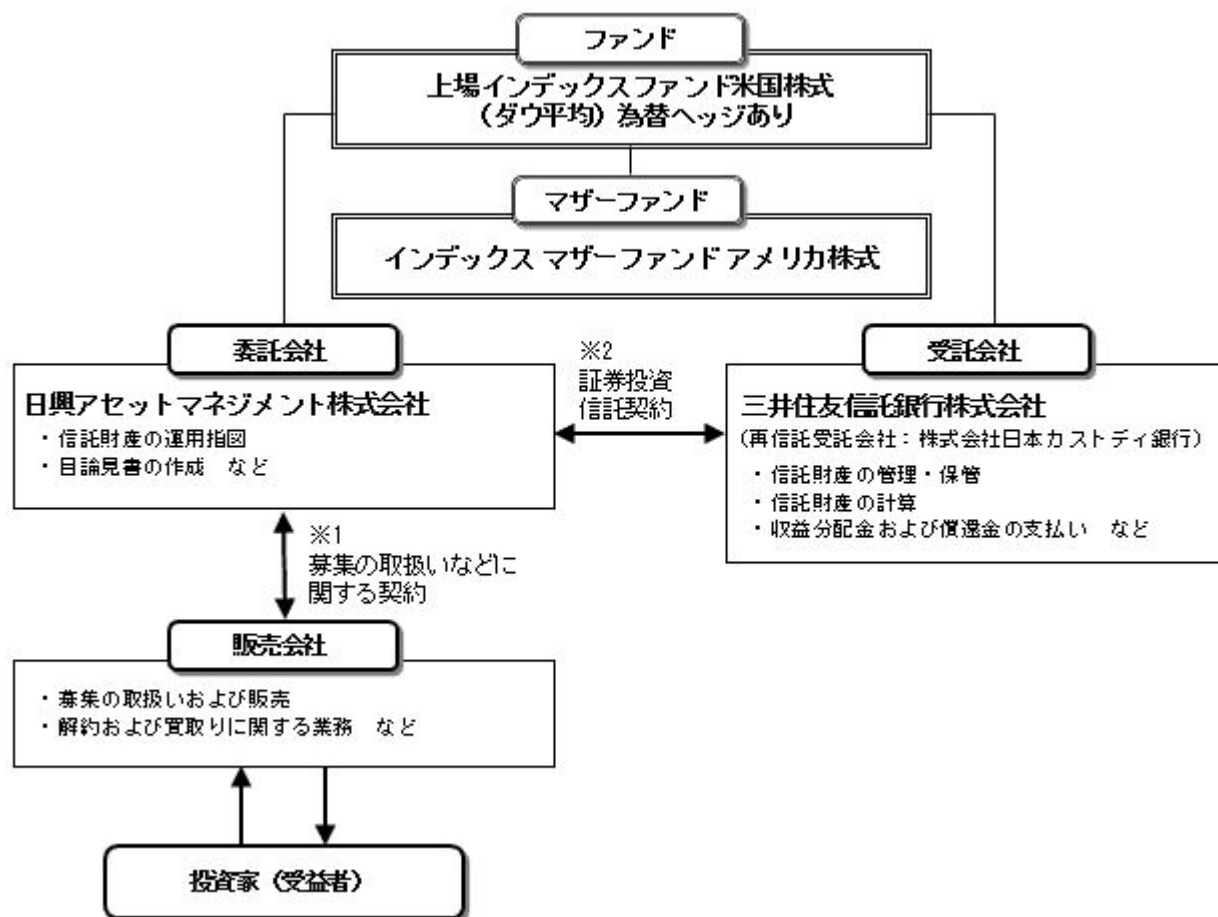 ファンド
上場インデックスファンド米国株式
(ダウ平均) 為替ヘッジあり
マザーファンド
インデックス マザーファンド アメリカ株式
委託会社
日興アセットマネジメント株式会社
・信託財産の運用指図
・目論見書の作成 など
※2
証券投資
信託契約
受託会社
三井住友信託銀行株式会社
(再信託受託会社：株式会社日本カストディ銀行)
・信託財産の管理・保管
・信託財産の計算
・収益分配金および償還金の支払い など
※1
募集の取扱いなどに
関する契約
販売会社
・募集の取扱いおよび販売
・解約および買取りに関する業務 など
投資家 (受益者)